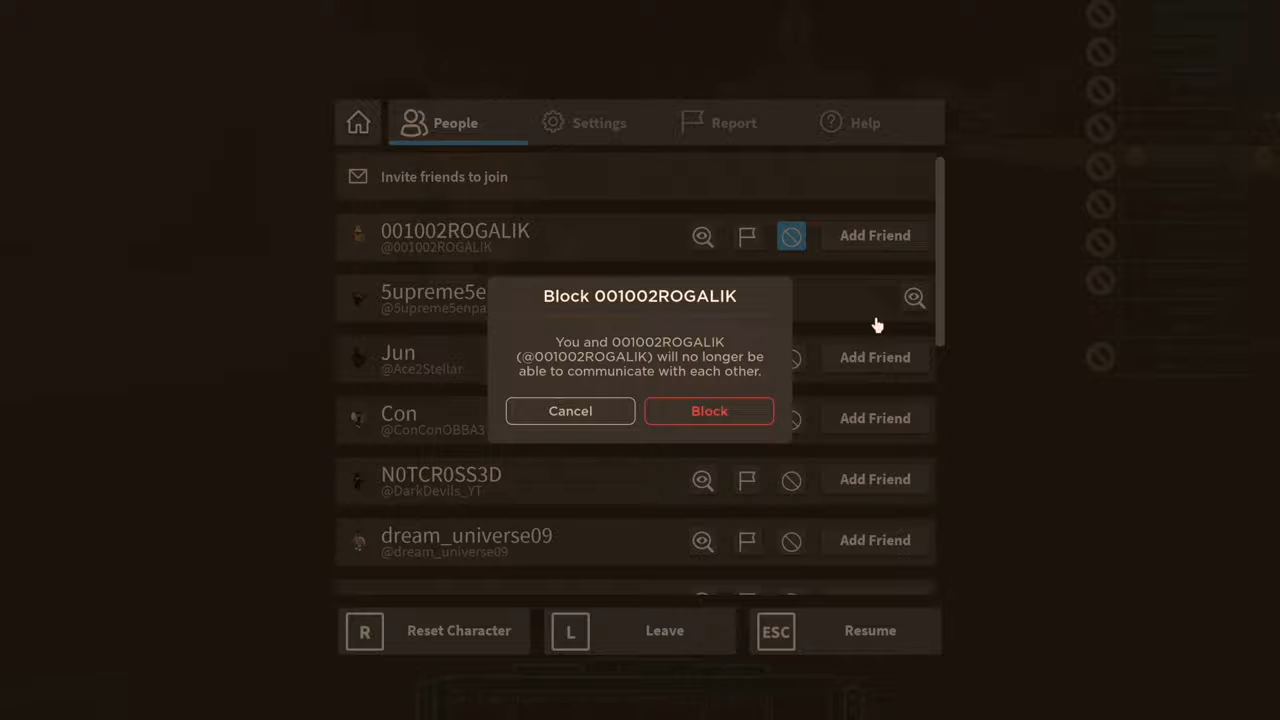 People
Settings
Report
Help
Invite friends to join
001002ROGALIK
@001002ROGALIK
Add Friend
5upreme5e
@5upreme5enpa
Block 001002ROGALIK
You and 001002ROGALIK
(@001002ROGALIK) will no longer be
able to communicate with each other.
Cancel
Block
Jun
@Ace2Stellar
Add Friend
Con
@ConConOBBA3
Add Friend
N0TCR0SS3D
@DarkDevils_YT
Add Friend
dream_universe09
@dream_universe09
Add Friend
R
Reset Character
L
Leave
ESC
Resume